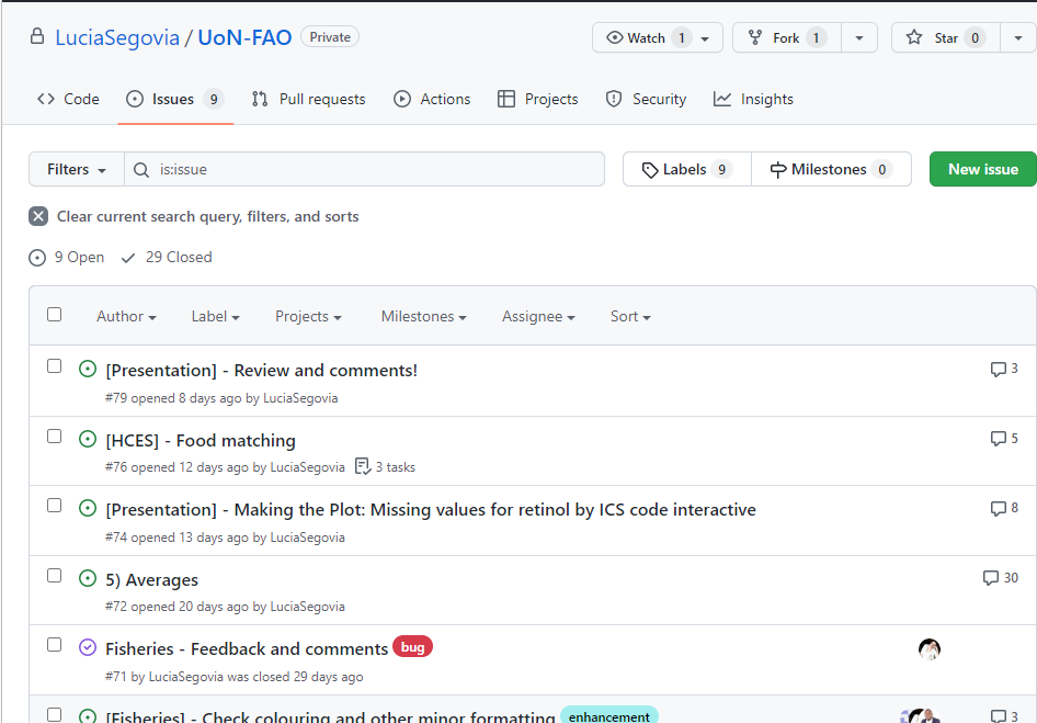 LuciaSegovia / UoN-FAO Private
Watch 1
Fork 1
Star 0
Code
Issues 9
Pull requests
Actions
Projects
Security
Insights
Filters
is:issue
Labels 9
Milestones 0
New issue
Clear current search query, filters, and sorts
9 Open
29 Closed
Author
Label
Projects
Milestones
Assignee
Sort
[Presentation] - Review and comments!
3
#79 opened 8 days ago by LuciaSegovia
[HCES] - Food matching
5
#76 opened 12 days ago by LuciaSegovia 3 tasks
[Presentation] - Making the Plot: Missing values for retinol by ICS code interactive
8
#74 opened 13 days ago by LuciaSegovia
5) Averages
30
#72 opened 20 days ago by LuciaSegovia
Fisheries - Feedback and comments bug
#71 by LuciaSegovia was closed 29 days ago
[Fisheries] - Check colouring and other minor formatting enhancement
3